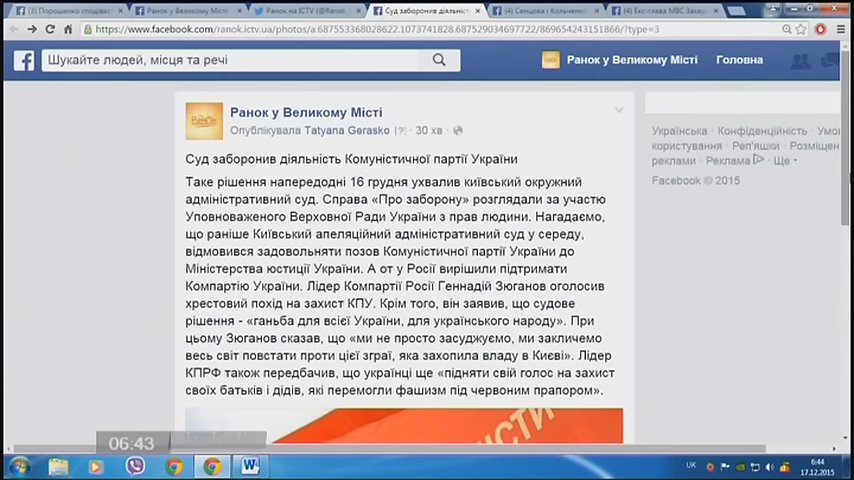 (3) Порошенко сподіває
Ранок у Великому Місті
Ранок на ICTV (@Ranok
Суд заборонив діяльніст
(4) Сенцова і Кольченко
(4) Екс-глава МВС Захар
https://www.facebook.com/ranok.ictv.ua/photos/a.687553368028622.1073741828.687529034697722/869654243151866/?type=3
Шукайте людей, місця та речі
Ранок у Великому Місті
Головна
Ранок у Великому Місті
Опублікувала Tatyana Gerasko [?] · 30 хв ·
Суд заборонив діяльність Комуністичної партії України
Таке рішення напередодні 16 грудня ухвалив київський окружний
адміністративний суд. Справа «Про заборону» розглядали за участю
Уповноваженого Верховної Ради України з прав людини. Нагадаємо,
що раніше Київський апеляційний адміністративний суд у середу,
відмовився задовольняти позов Комуністичної партії України до
Міністерства юстиції України. А от у Росії вирішили підтримати
Компартію України. Лідер Компартії Росії Геннадій Зюганов оголосив
хрестовий похід на захист КПУ. Крім того, він заявив, що судове
рішення - «ганьба для всієї України, для українського народу». При
цьому Зюганов сказав, що «ми не просто засуджуємо, ми закличемо
весь світ повстати проти цієї зграї, яка захопила владу в Києві». Лідер
КПРФ також передбачив, що українці ще «підняти свій голос на захист
своїх батьків і дідів, які перемогли фашизм під червоним прапором».
Українська · Конфіденційність · Умов
користування · Реп'яшки · Розміщен
реклами · Реклама · Ще
Facebook © 2015
ИСТИ
06:43
UK
6:44
17.12.2015